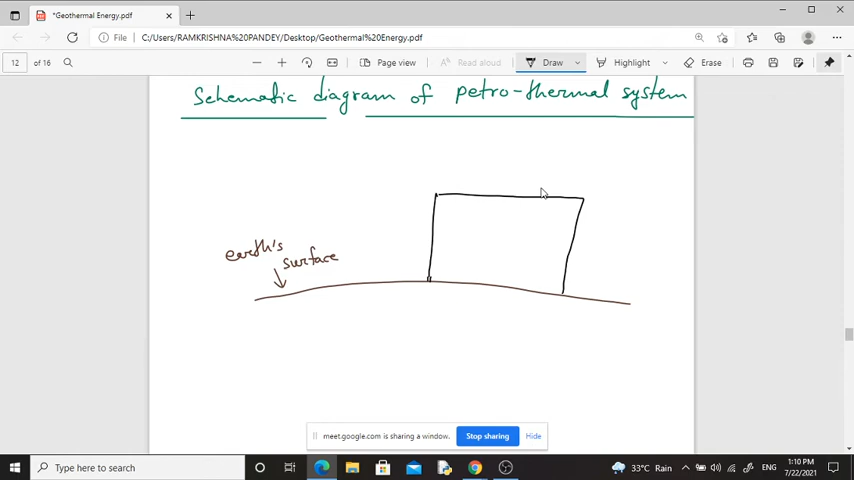 *Geothermal Energy.pdf
File C:/Users/RAMKRISHNA%20PANDEY/Desktop/Geothermal%20Energy.pdf
12 of 16 Page view Read aloud Draw Highlight Erase
Schematic diagram of petro-thermal system
earth's
surface
meet.google.com is sharing a window. Stop sharing Hide
Type here to search
33°C Rain ENG 1:10 PM
7/22/2021